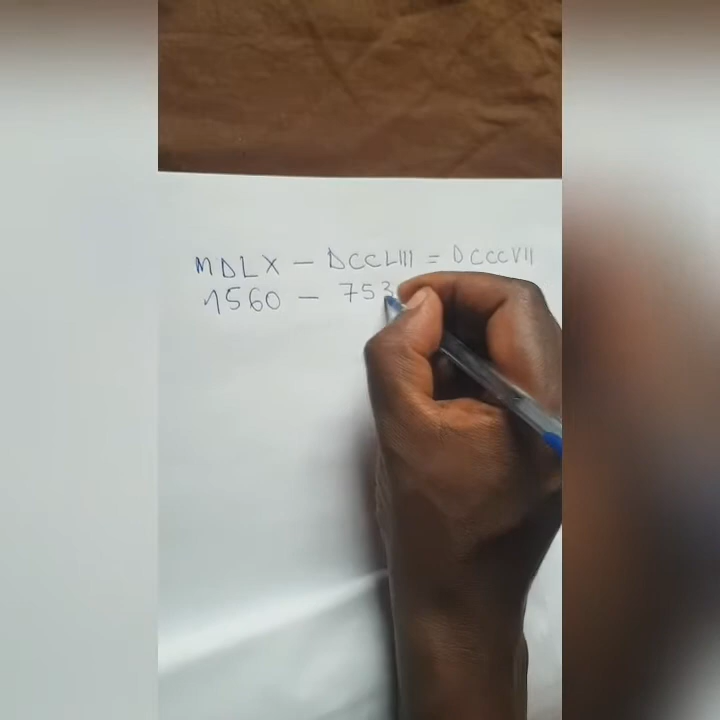 MDLX – DCCLIII = DCCCVII
1560 – 753